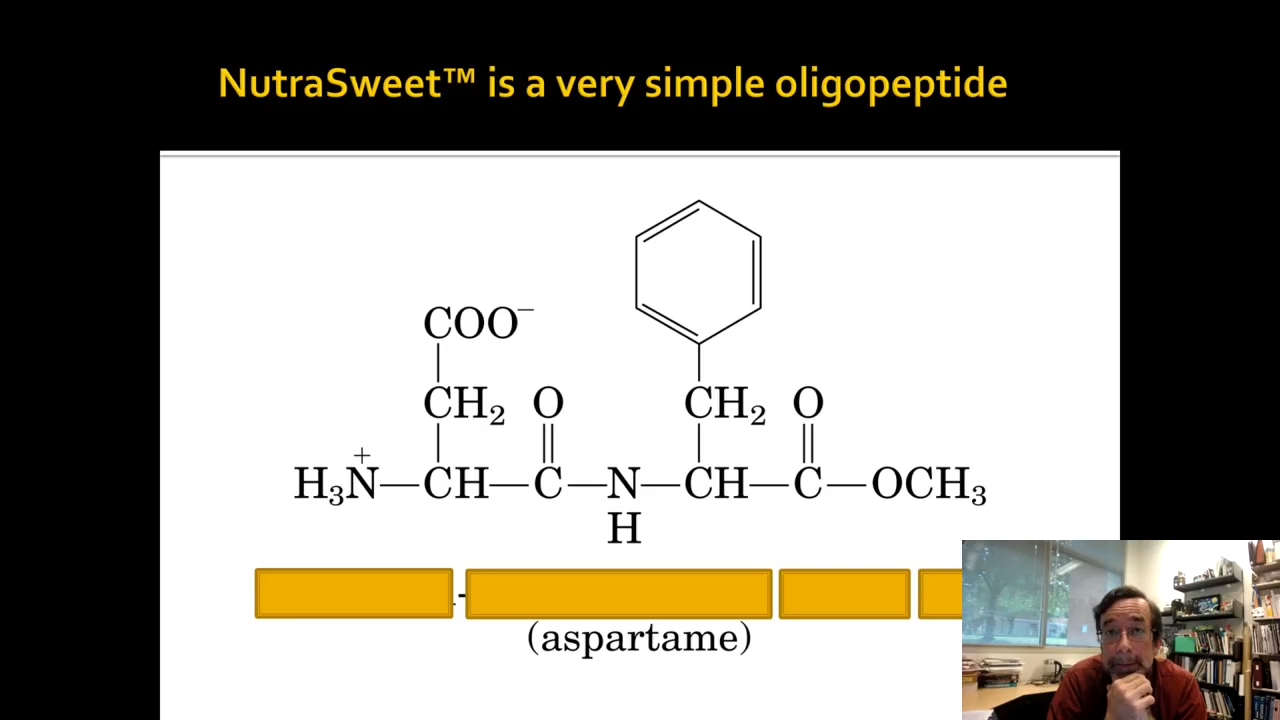 NutraSweet™ is a very simple oligopeptide
COO⁻
CH₂ O CH₂ O
H₃N⁺—CH—C—N—CH—C—OCH₃
H
-
(aspartame)